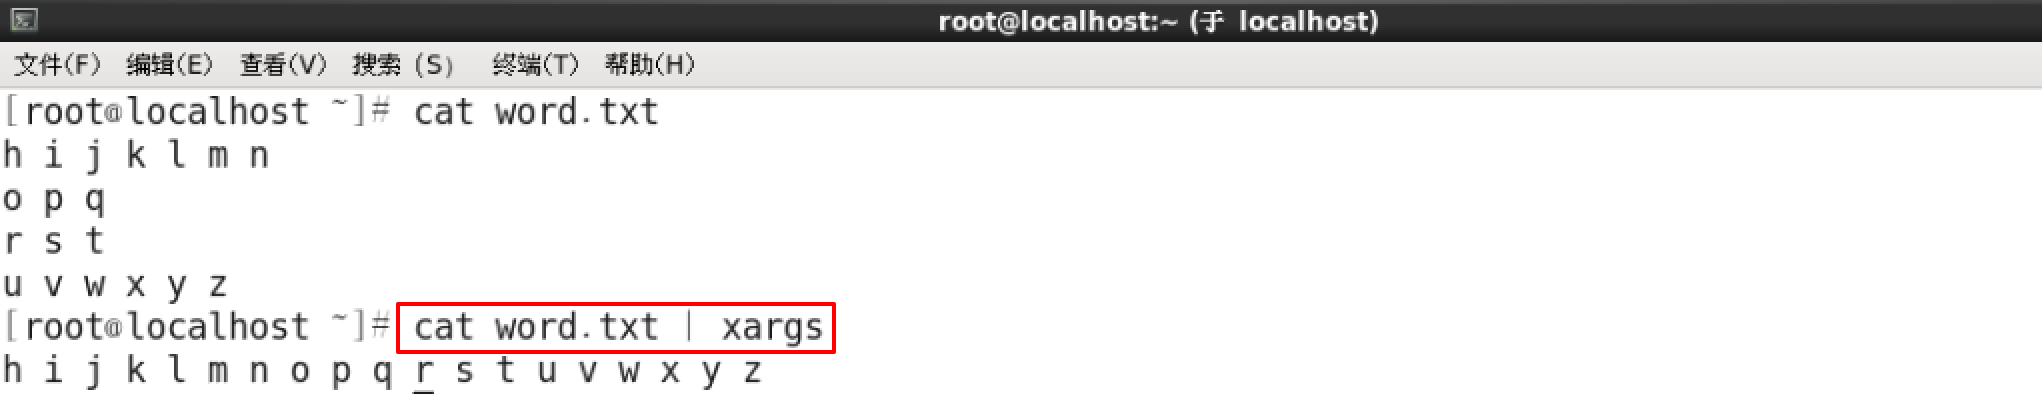 root@localhost:~ (于 localhost)
文件(F) 编辑(E) 查看(V) 搜索 (S) 终端(T) 帮助(H)
[root@localhost ~]# cat word.txt
h i j k l m n
o p q
r s t
u v w x y z
[root@localhost ~]# cat word.txt | xargs
h i j k l m n o p q r s t u v w x y z